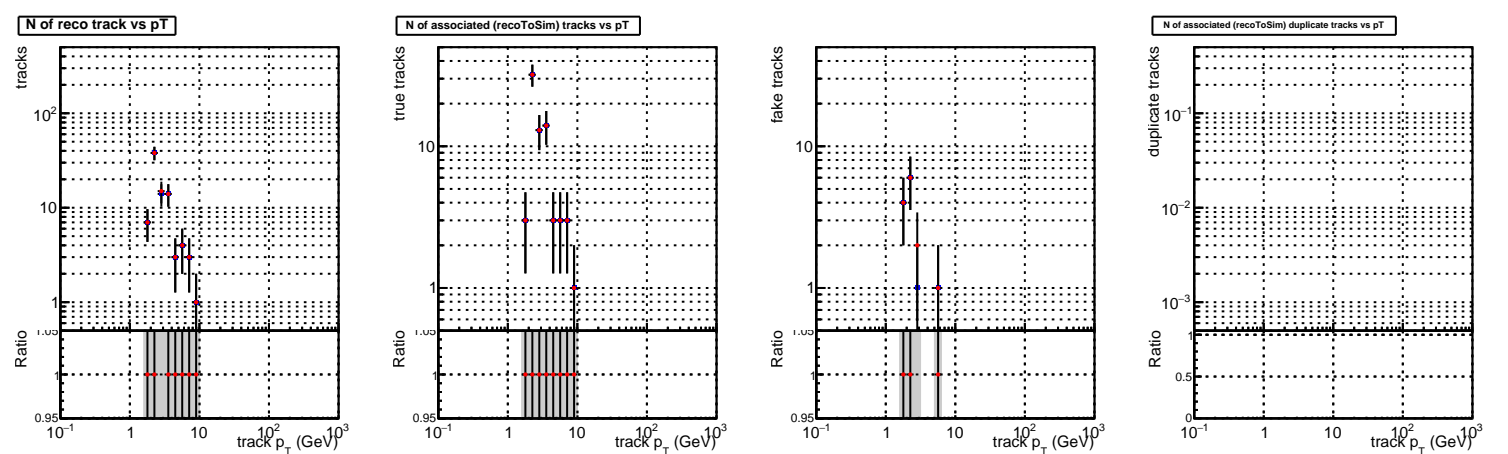 N of reco track vs pT
tracks
10²
10
1
Ratio
1.05
1
0.95
10⁻¹
1
10
10²
10³
track p_T (GeV)
N of associated (recoToSim) tracks vs pT
true tracks
10
1
Ratio
1.05
1
0.95
10⁻¹
1
10
10²
10³
track p_T (GeV)
fake tracks
10
1
Ratio
1.05
1
0.95
10⁻¹
1
10
10²
10³
track p_T (GeV)
N of associated (recoToSim) duplicate tracks vs pT
duplicate tracks
10⁻¹
10⁻²
10⁻³
Ratio
1
0.5
0
10⁻¹
1
10
10²
10³
track p_T (GeV)